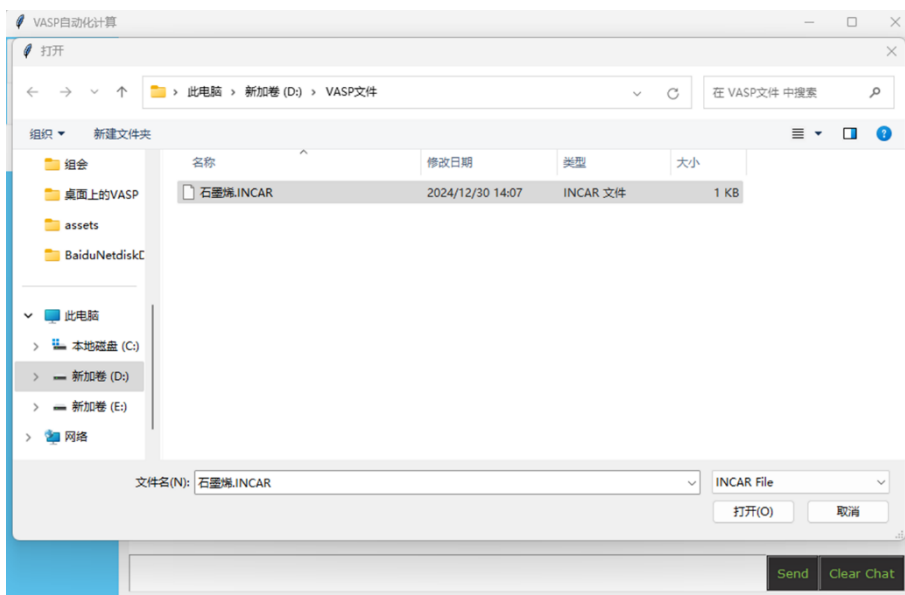 VASP自动化计算
打开
此电脑 › 新加卷 (D:) › VASP文件
在 VASP文件 中搜索
组织 新建文件夹
名称 修改日期 类型 大小
石墨烯.INCAR 2024/12/30 14:07 INCAR 文件 1 KB
组会
桌面上的VASP
assets
BaiduNetdiskD
此电脑
本地磁盘 (C:)
新加卷 (D:)
新加卷 (E:)
网络
文件名(N): 石墨烯.INCAR INCAR File
打开(O) 取消
Send Clear Chat